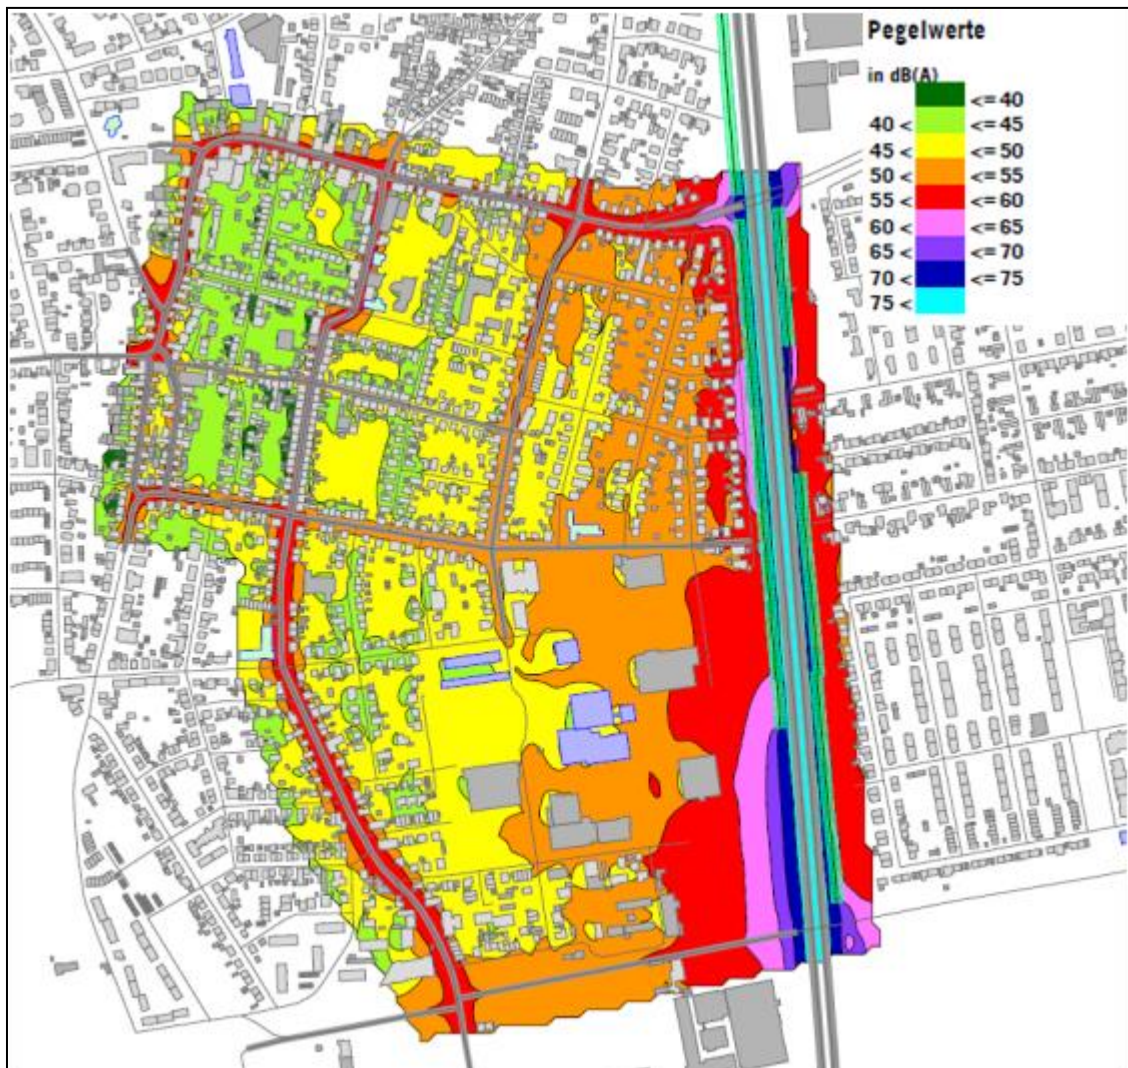 Pegelwerte
in dB(A)
<= 40
40 < <= 45
45 < <= 50
50 < <= 55
55 < <= 60
60 < <= 65
65 < <= 70
70 < <= 75
75 <